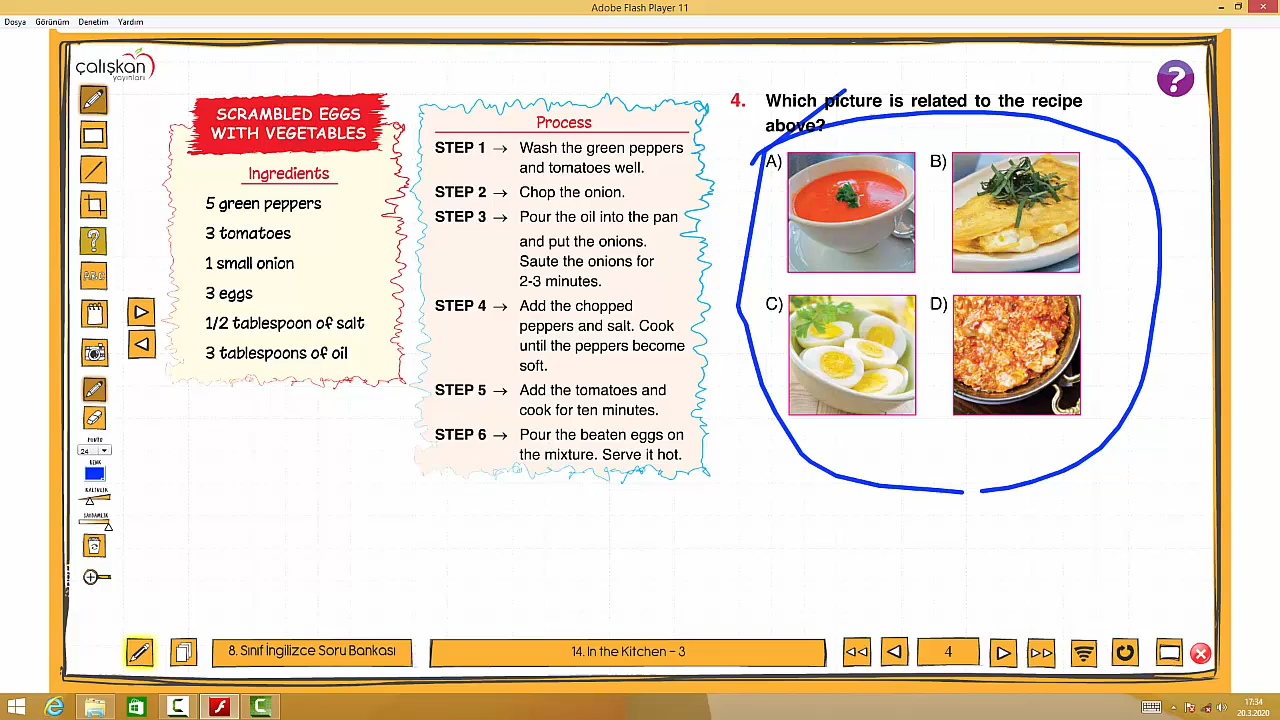 Adobe Flash Player 11
Dosya Görünüm Denetim Yardım
çalışkan
yayınları
SCRAMBLED EGGS
WITH VEGETABLES
Ingredients
5 green peppers
3 tomatoes
1 small onion
3 eggs
1/2 tablespoon of salt
3 tablespoons of oil
Process
STEP 1 → Wash the green peppers
and tomatoes well.
STEP 2 → Chop the onion.
STEP 3 → Pour the oil into the pan
and put the onions.
Saute the onions for
2-3 minutes.
STEP 4 → Add the chopped
peppers and salt. Cook
until the peppers become
soft.
STEP 5 → Add the tomatoes and
cook for ten minutes.
STEP 6 → Pour the beaten eggs on
the mixture. Serve it hot.
4. Which picture is related to the recipe
above?
A) B)
C) D)
?
?
ABC
PUNTO
24
RENK
KALINLIK
SAYDAMLIK
8. Sınıf İngilizce Soru Bankası
14. In the Kitchen – 3
4
17:34
20.3.2020